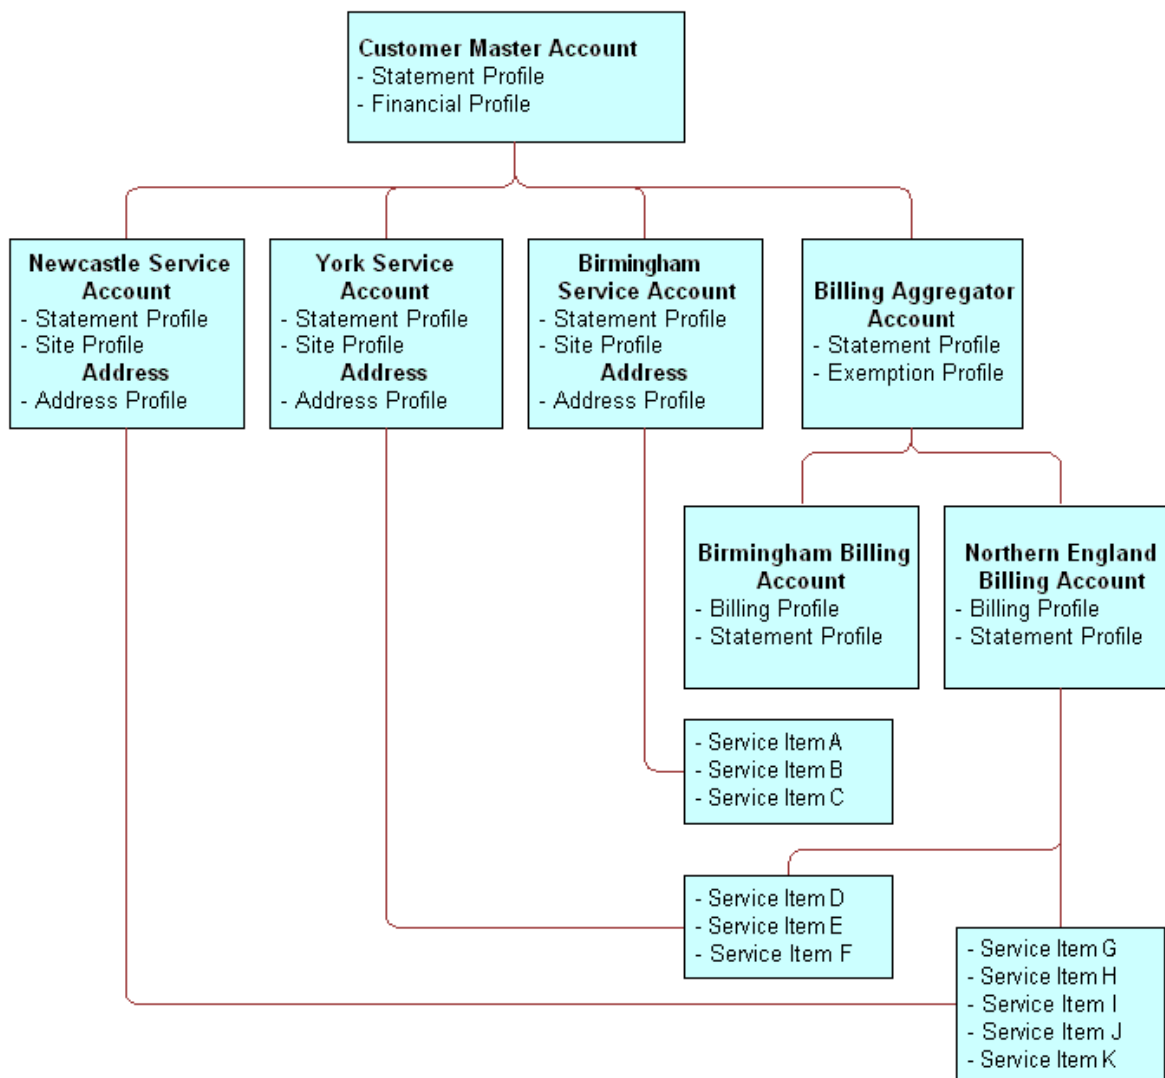 Customer Master Account
- Statement Profile
- Financial Profile
Newcastle Service
Account
- Statement Profile
- Site Profile
Address
- Address Profile
York Service
Account
- Statement Profile
- Site Profile
Address
- Address Profile
Birmingham
Service Account
- Statement Profile
- Site Profile
Address
- Address Profile
Billing Aggregator
Account
- Statement Profile
- Exemption Profile
Birmingham Billing
Account
- Billing Profile
- Statement Profile
Northern England
Billing Account
- Billing Profile
- Statement Profile
- Service Item A
- Service Item B
- Service Item C
- Service Item D
- Service Item E
- Service Item F
- Service Item G
- Service Item H
- Service Item I
- Service Item J
- Service Item K